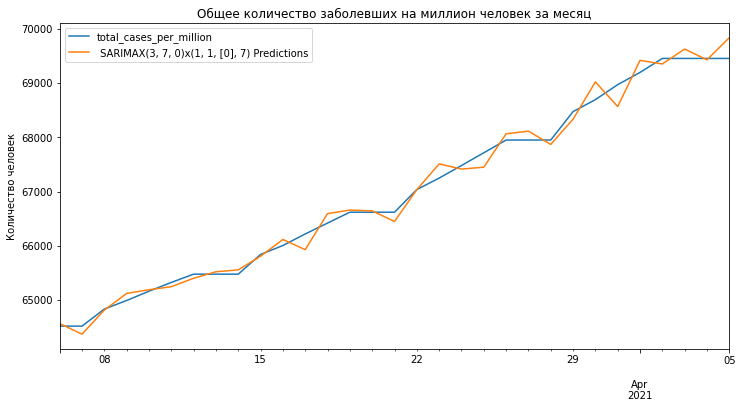 Общее количество заболевших на миллион человек за месяц
total_cases_per_million
SARIMAX(3, 7, 0)x(1, 1, [0], 7) Predictions
Количество человек
70000
69000
68000
67000
66000
65000
08
15
22
29
05
Apr
2021